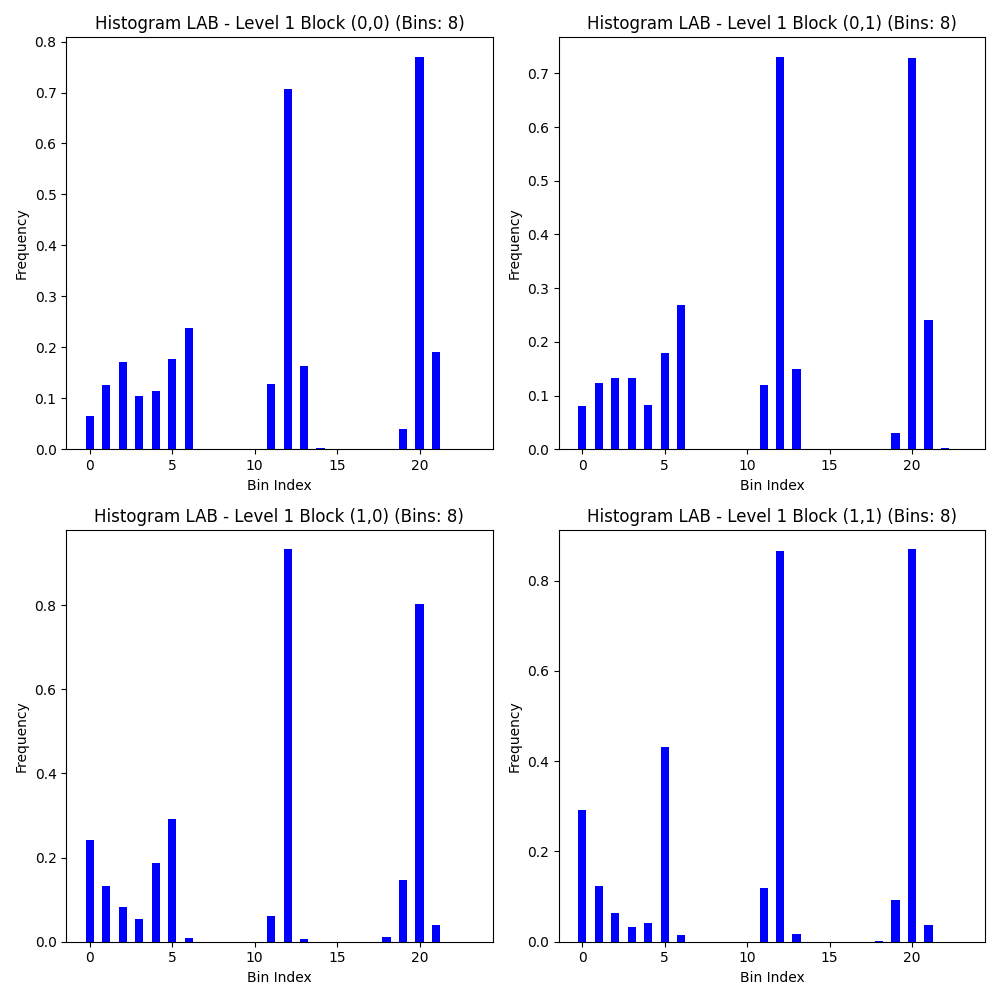 Histogram LAB - Level 1 Block (0,0) (Bins: 8)
0.8
0.7
0.6
0.5
0.4
0.3
0.2
0.1
0.0
Frequency
0 5 10 15 20
Bin Index
Histogram LAB - Level 1 Block (0,1) (Bins: 8)
0.7
0.6
0.5
0.4
0.3
0.2
0.1
0.0
Frequency
0 5 10 15 20
Bin Index
Histogram LAB - Level 1 Block (1,0) (Bins: 8)
0.8
0.6
0.4
0.2
0.0
Frequency
0 5 10 15 20
Bin Index
Histogram LAB - Level 1 Block (1,1) (Bins: 8)
0.8
0.6
0.4
0.2
0.0
Frequency
0 5 10 15 20
Bin Index